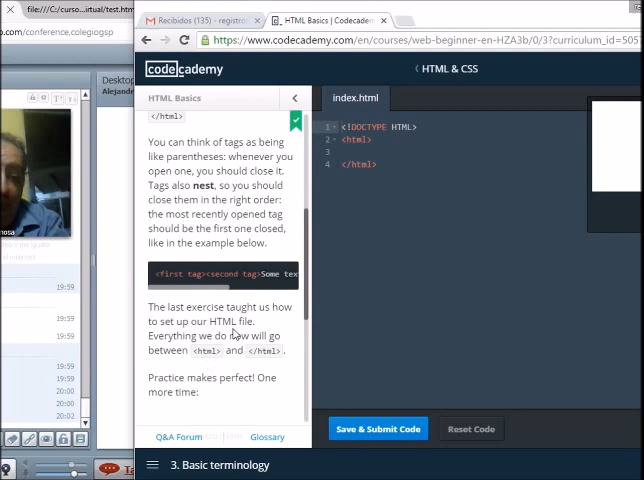 file:///C:/curso...irtual/test.htm
Recibidos (135) - registro
HTML Basics | Codecadem
po.com/conference.colegiogsp
https://www.codecademy.com/en/courses/web-beginner-en-HZA3b/0/3?curriculum_id=505
codecademy
HTML & CSS
Desktop
HTML Basics
index.html
</html>
You can think of tags as being
like parentheses: whenever you
open one, you should close it.
Tags also nest, so you should
close them in the right order:
the most recently opened tag
should be the first one closed,
like in the example below.
<first tag><second tag>Some tex
The last exercise taught us how
to set up our HTML file.
Everything we do now will go
between <html> and </html>.
Practice makes perfect! One
more time:
1 <!DOCTYPE HTML>
2 <html>
3
4 </html>
nosa
19:59
19:59
19:59
19:59
20:00
20:00
20:02
Q&A Forum
Glossary
Save & Submit Code
Reset Code
3. Basic terminology